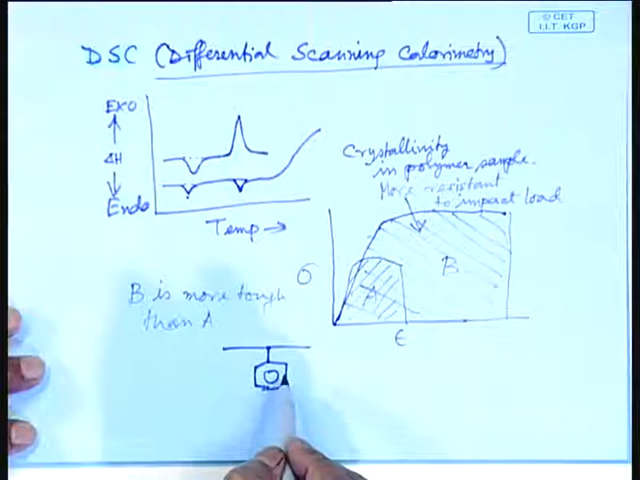 © CET
I.I.T. KGP
DSC (Differential Scanning Calorimetry)
EXO
ΔH
Endo
Temp →
Crystallinity
in polymer sample.
More resistant
to impact load
σ
B
A
ε
B is more tough
than A